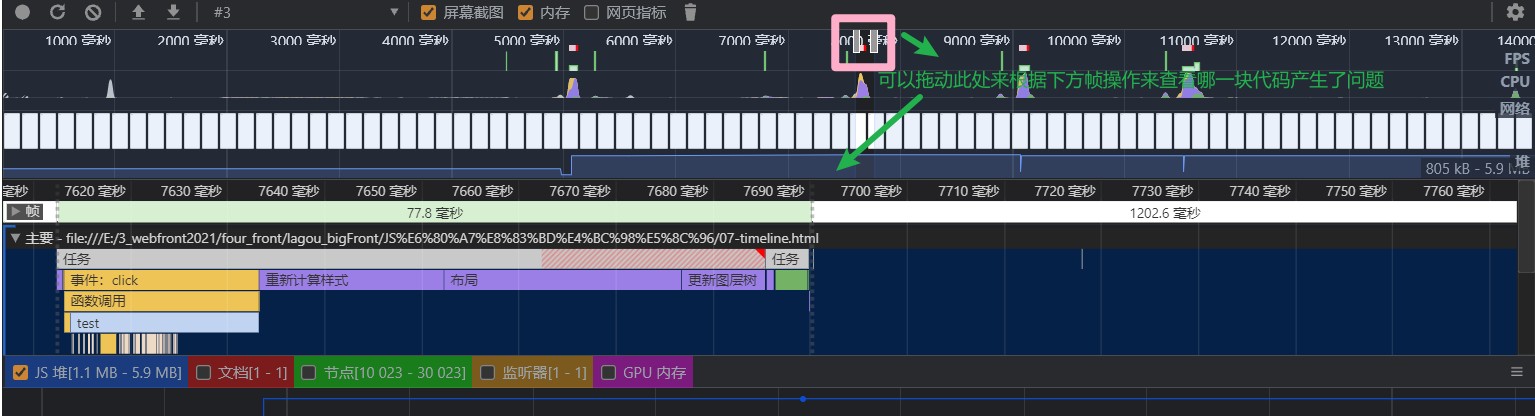 #3 屏幕截图 内存 网页指标
1000 毫秒 2000 毫秒 3000 毫秒 4000 毫秒 5000 毫秒 6000 毫秒 7000 毫秒 毫秒 9000 毫秒 10000 毫秒 11000 毫秒 12000 毫秒 13000 毫秒 14000
FPS
可以拖动此处来根据下方帧操作来查看哪一块代码产生了问题
CPU
网络
堆
805 kB - 5.9 MB
毫秒 7620 毫秒 7630 毫秒 7640 毫秒 7650 毫秒 7660 毫秒 7670 毫秒 7680 毫秒 7690 毫秒 7700 毫秒 7710 毫秒 7720 毫秒 7730 毫秒 7740 毫秒 7750 毫秒 7760 毫秒
帧 77.8 毫秒 1202.6 毫秒
主要 - file:///E:/3_webfront2021/four_front/lagou_bigFront/JS%E6%80%A7%E8%83%BD%E4%BC%98%E5%8C%96/07-timeline.html
任务 任务
事件：click 重新计算样式 布局 更新图层树
函数调用
test
JS 堆[1.1 MB - 5.9 MB] 文档[1 - 1] 节点[10 023 - 30 023] 监听器[1 - 1] GPU 内存